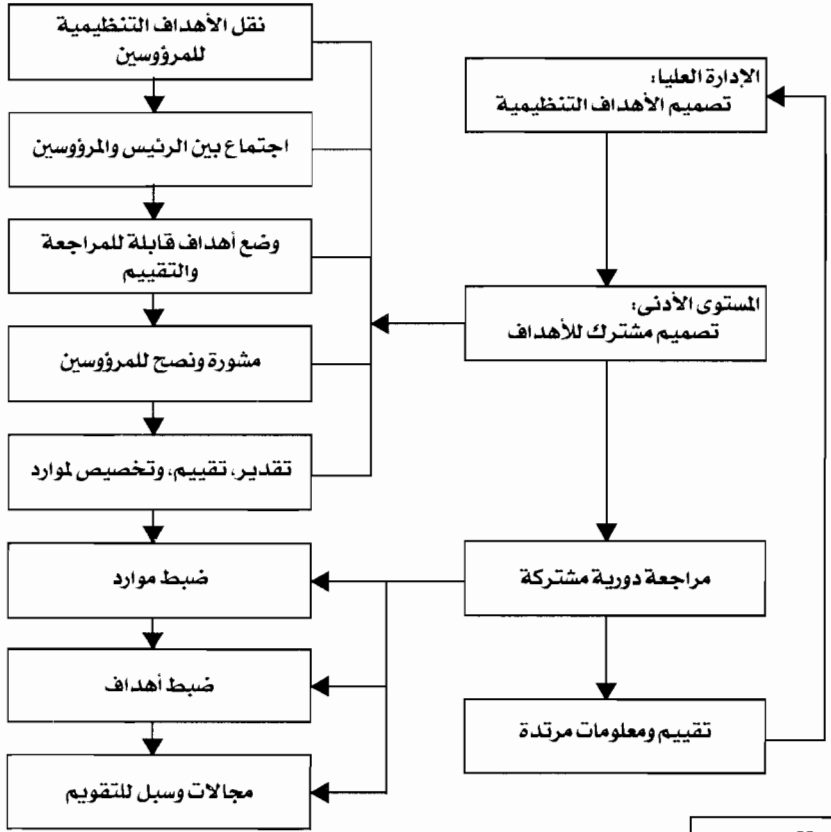 الإدارة العليا:
تصميم الأهداف التنظيمية
المستوى الأدنى:
تصميم مشترك للأهداف
مراجعة دورية مشتركة
تقييم ومعلومات مرتدة
نقل الأهداف التنظيمية
للمرؤوسين
اجتماع بين الرئيس والمرؤوسين
وضع أهداف قابلة للمراجعة
والتقييم
مشورة ونصح للمرؤوسين
تقدير، تقييم، وتخصيص لموارد
ضبط موارد
ضبط أهداف
مجالات وسبل للتقويم